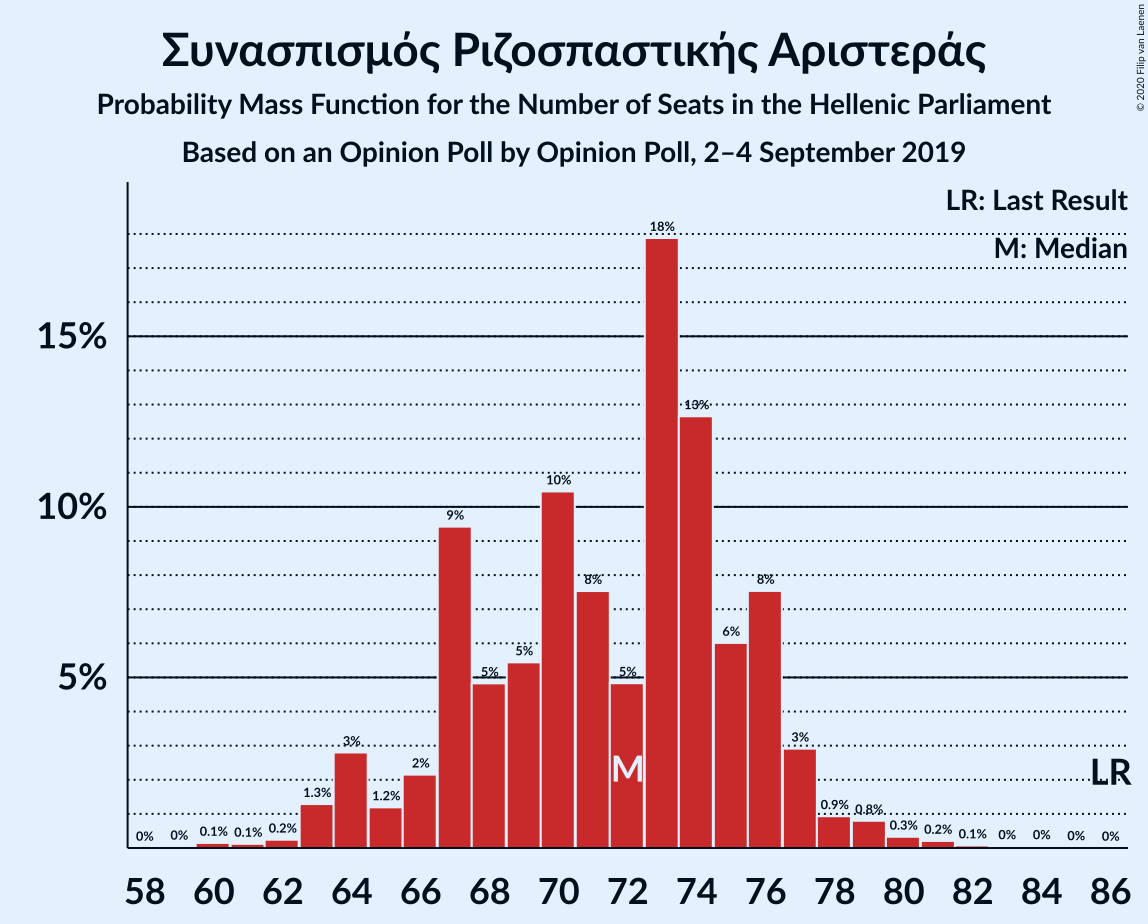 Συνασπισμός Ριζοσπαστικής Αριστεράς
Probability Mass Function for the Number of Seats in the Hellenic Parliament
Based on an Opinion Poll by Opinion Poll, 2–4 September 2019
© 2020 Filip van Laenen
LR: Last Result
M: Median
15%
10%
5%
0% 0% 0.1% 0.1% 0.2% 1.3% 3% 1.2% 2% 9% 5% 5% 10% 8% 5% 18% 13% 6% 8% 3% 0.9% 0.8% 0.3% 0.2% 0.1% 0% 0% 0% 0%
M
LR
58 60 62 64 66 68 70 72 74 76 78 80 82 84 86